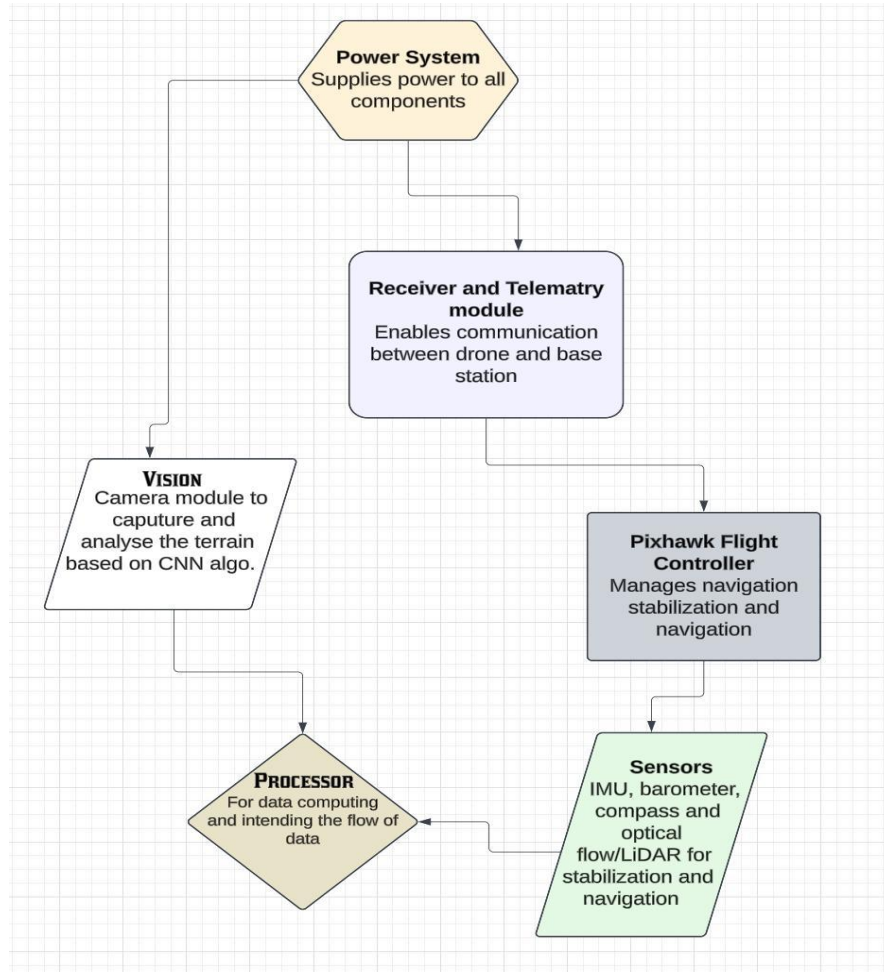 Power System
Supplies power to all
components
Receiver and Telematry
module
Enables communication
between drone and base
station
VISION
Camera module to
caputure and
analyse the terrain
based on CNN algo.
Pixhawk Flight
Controller
Manages navigation
stabilization and
navigation
PROCESSOR
For data computing
and intending the flow of
data
Sensors
IMU, barometer,
compass and
optical
flow/LiDAR for
stabilization and
navigation